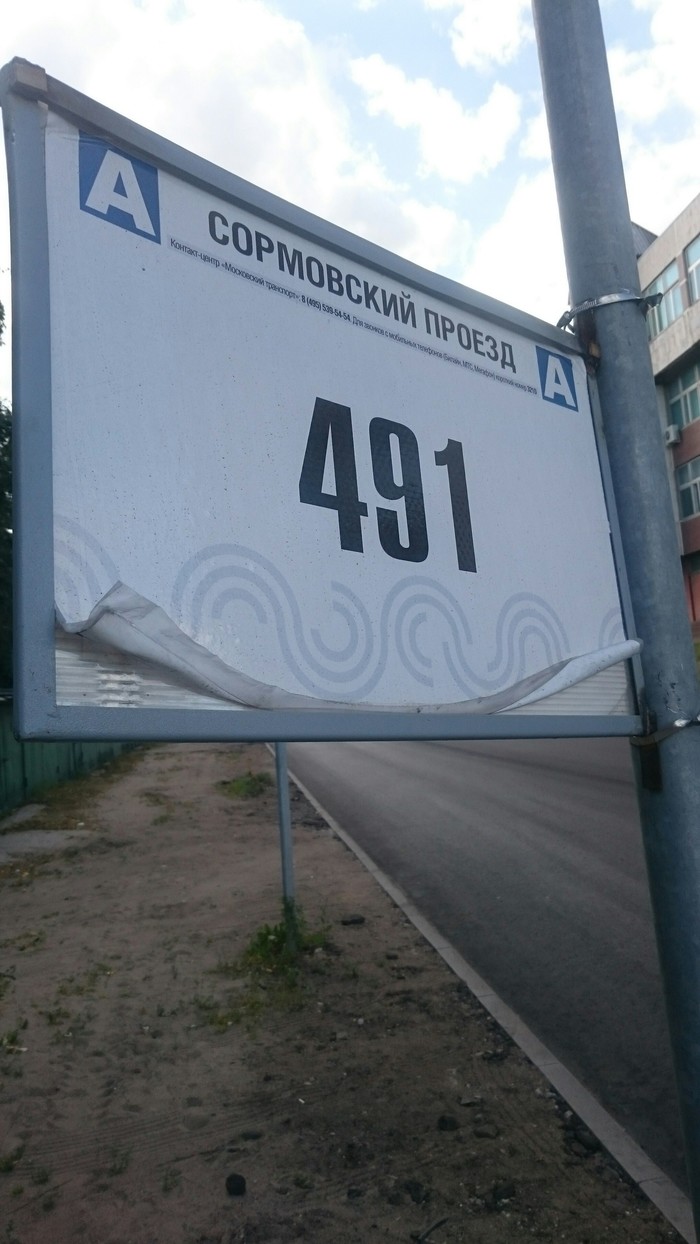 А
СОРМОВСКИЙ ПРОЕЗД
Контакт-центр «Московский транспорт»: 8 (495) 539-54-54. Для звонков с мобильных телефонов (Билайн, МТС, Мегафон) короткий номер 3210
А
491